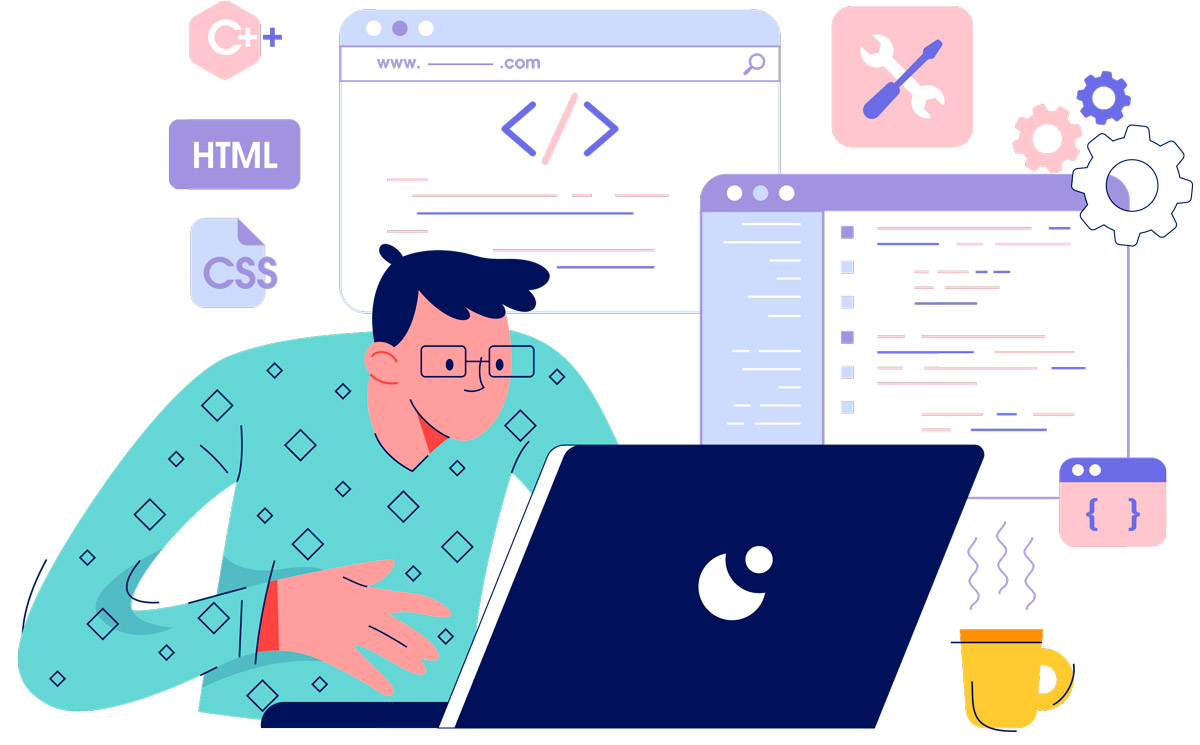 C++
www. .com
HTML
</>
CSS
{ }